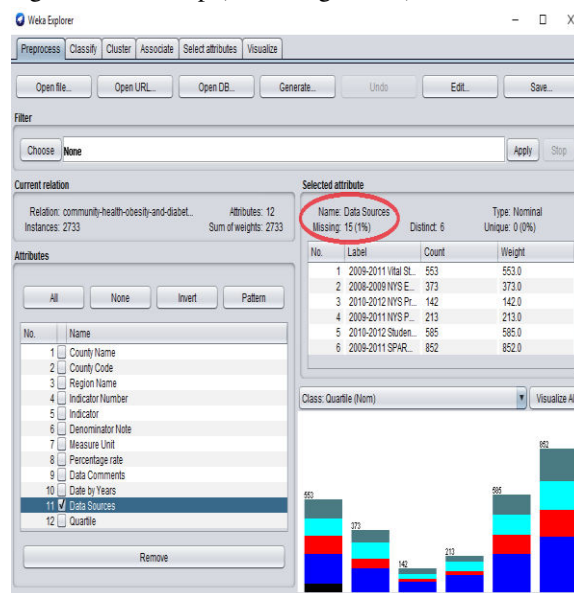 Weka Explorer
Preprocess Classify Cluster Associate Select attributes Visualize
Open file... Open URL... Open DB... Generate... Undo Edit... Save...
Filter
Choose None Apply Stop
Current relation
Relation: community-health-obesity-and-diabet... Attributes: 12
Instances: 2733 Sum of weights: 2733
Attributes
All None Invert Pattern
No. Name
1 County Name
2 County Code
3 Region Name
4 Indicator Number
5 Indicator
6 Denominator Note
7 Measure Unit
8 Percentage rate
9 Data Comments
10 Date by Years
11 Data Sources
12 Quartile
Remove
Selected attribute
Name: Data Sources Type: Nominal
Missing: 15 (1%) Distinct: 6 Unique: 0 (0%)
No. Label Count Weight
1 2009-2011 Vital St... 553 553.0
2 2008-2009 NYS E... 373 373.0
3 2010-2012 NYS Pr... 142 142.0
4 2009-2011 NYS P... 213 213.0
5 2010-2012 Studen... 585 585.0
6 2009-2011 SPAR... 852 852.0
Class: Quartile (Nom) Visualize Al
553
373
142
213
585
852